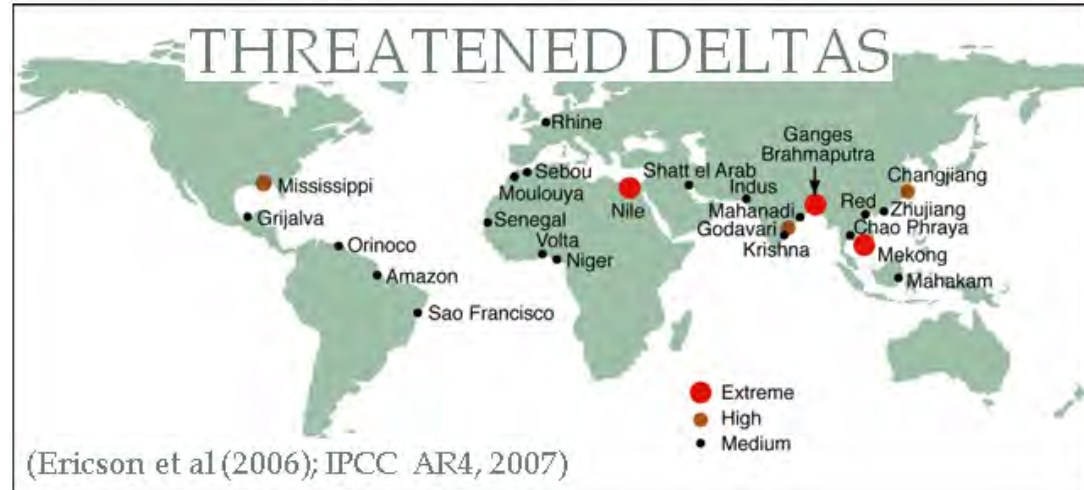 THREATENED DELTAS
Rhine
Ganges
Brahmaputra
Sebou
Shatt el Arab
Changjiang
Mississippi
Moulouya
Indus
Nile
Red
Zhujiang
Grijalva
Senegal
Mahanadi
Godavari
Chao Phraya
Krishna
Volta
Orinoco
Niger
Mekong
Amazon
Mahakam
Sao Francisco
Extreme
High
Medium
(Ericson et al (2006); IPCC AR4, 2007)